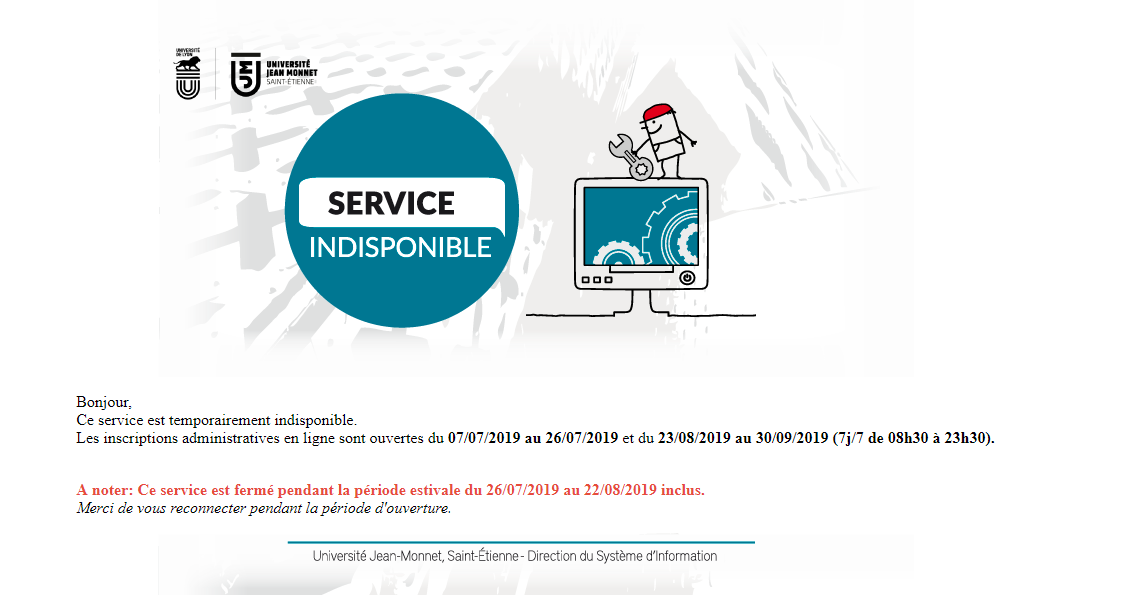 UNIVERSITÉ
DE LYON
UNIVERSITÉ
JEAN MONNET
SAINT-ÉTIENNE
SERVICE
INDISPONIBLE
Bonjour,
Ce service est temporairement indisponible.
Les inscriptions administratives en ligne sont ouvertes du 07/07/2019 au 26/07/2019 et du 23/08/2019 au 30/09/2019 (7j/7 de 08h30 à 23h30).
A noter: Ce service est fermé pendant la période estivale du 26/07/2019 au 22/08/2019 inclus.
Merci de vous reconnecter pendant la période d'ouverture.
Université Jean-Monnet, Saint-Étienne - Direction du Système d'Information